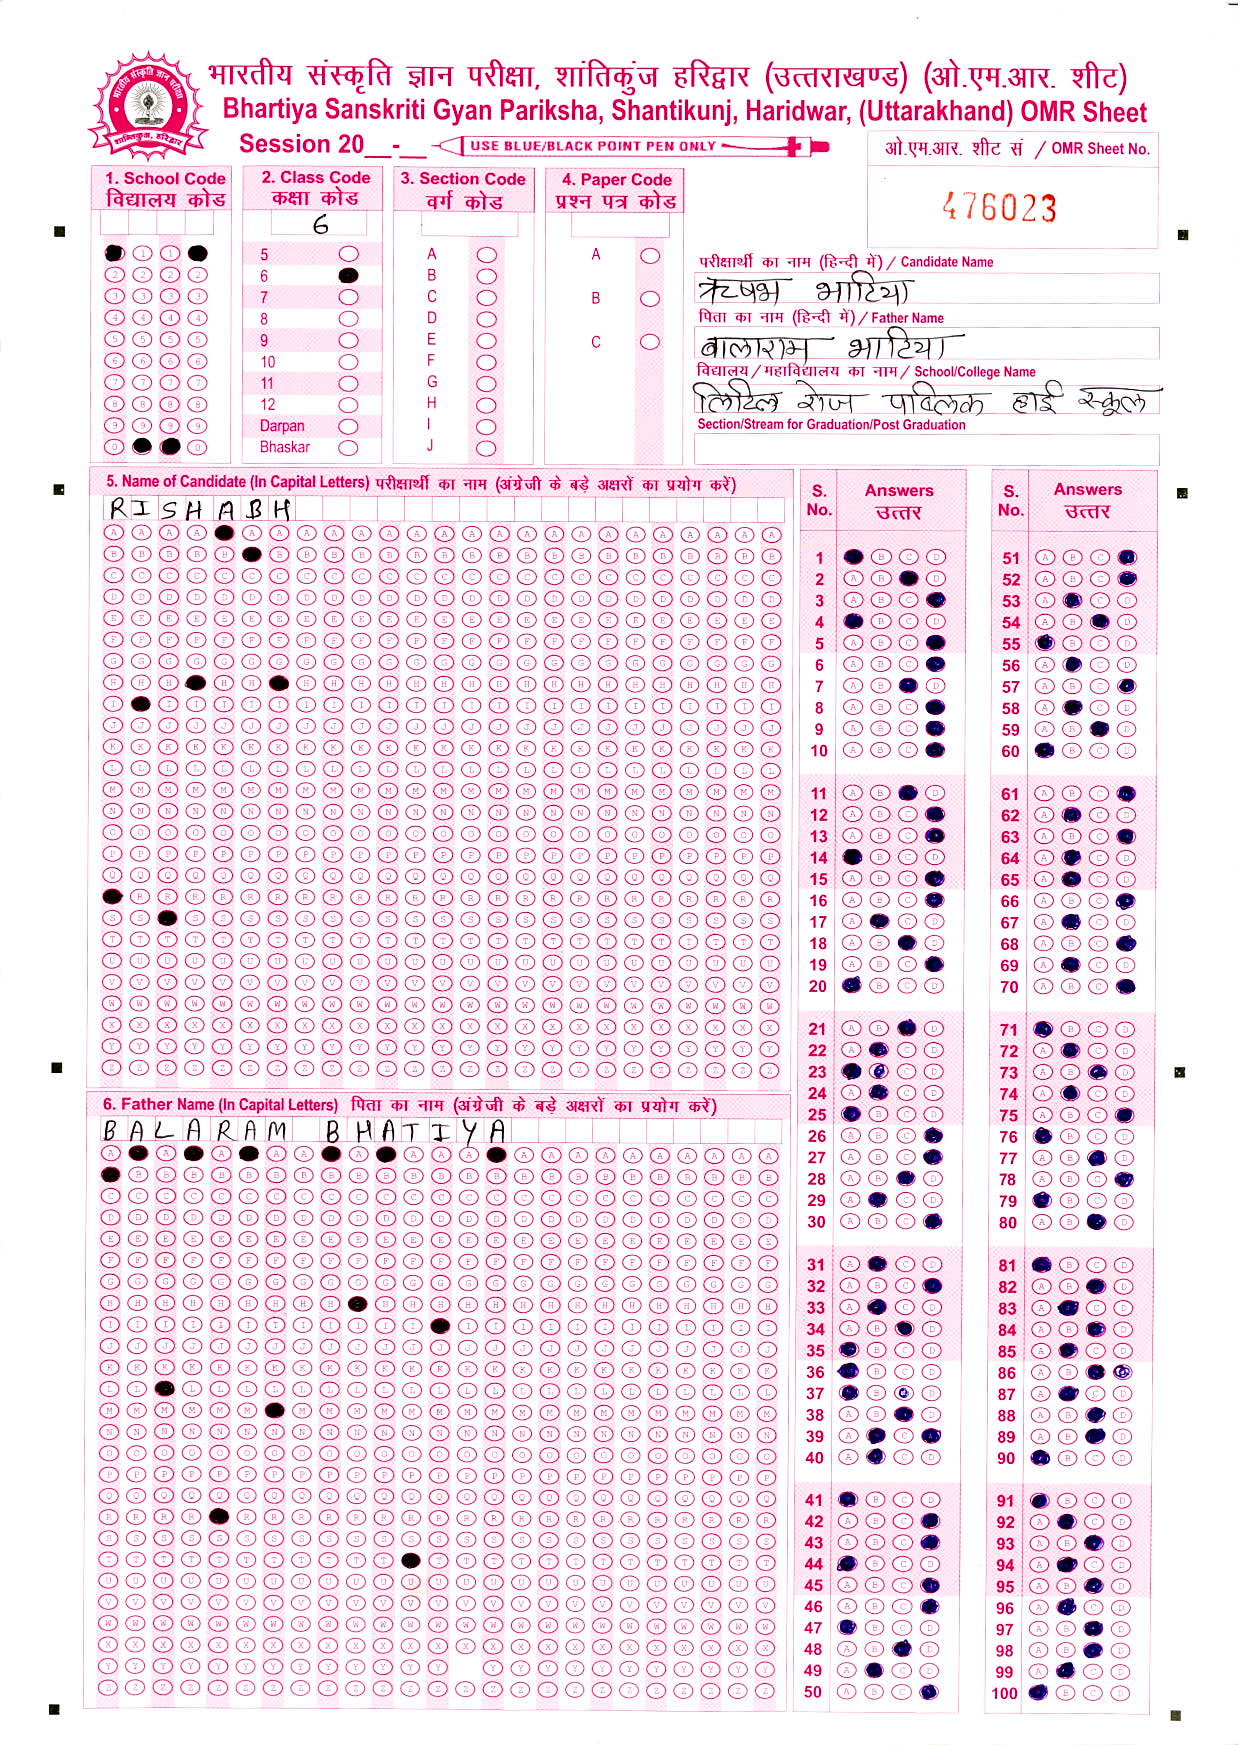 भारतीय संस्कृति ज्ञान परीक्षा, शांतिकुंज हरिद्वार (उत्तराखण्ड) (ओ.एम.आर. शीट)
Bhartiya Sanskriti Gyan Pariksha, Shantikunj, Haridwar, (Uttarakhand) OMR Sheet
Session 20__-__ USE BLUE/BLACK POINT PEN ONLY
ओ.एम.आर. शीट सं / OMR Sheet No.
476023
1. School Code
विद्यालय कोड
2. Class Code
कक्षा कोड
6
5
6
7
8
9
10
11
12
Darpan
Bhaskar
3. Section Code
वर्ग कोड
A
B
C
D
E
F
G
H
I
J
4. Paper Code
प्रश्न पत्र कोड
A
B
C
परीक्षार्थी का नाम (हिन्दी में) / Candidate Name
ऋषभ भाटिया
पिता का नाम (हिन्दी में) / Father Name
बालाराम भाटिया
विद्यालय / महाविद्यालय का नाम / School/College Name
लिटिल रोज पब्लिक हाई स्कूल
Section/Stream for Graduation/Post Graduation
5. Name of Candidate (In Capital Letters) परीक्षार्थी का नाम (अंग्रेजी के बड़े अक्षरों का प्रयोग करें)
RISHABH
6. Father Name (In Capital Letters) पिता का नाम (अंग्रेजी के बड़े अक्षरों का प्रयोग करें)
BALARAM BHATIYA
S. No. Answers उत्तर
1
2
3
4
5
6
7
8
9
10
11
12
13
14
15
16
17
18
19
20
21
22
23
24
25
26
27
28
29
30
31
32
33
34
35
36
37
38
39
40
41
42
43
44
45
46
47
48
49
50
S. No. Answers उत्तर
51
52
53
54
55
56
57
58
59
60
61
62
63
64
65
66
67
68
69
70
71
72
73
74
75
76
77
78
79
80
81
82
83
84
85
86
87
88
89
90
91
92
93
94
95
96
97
98
99
100